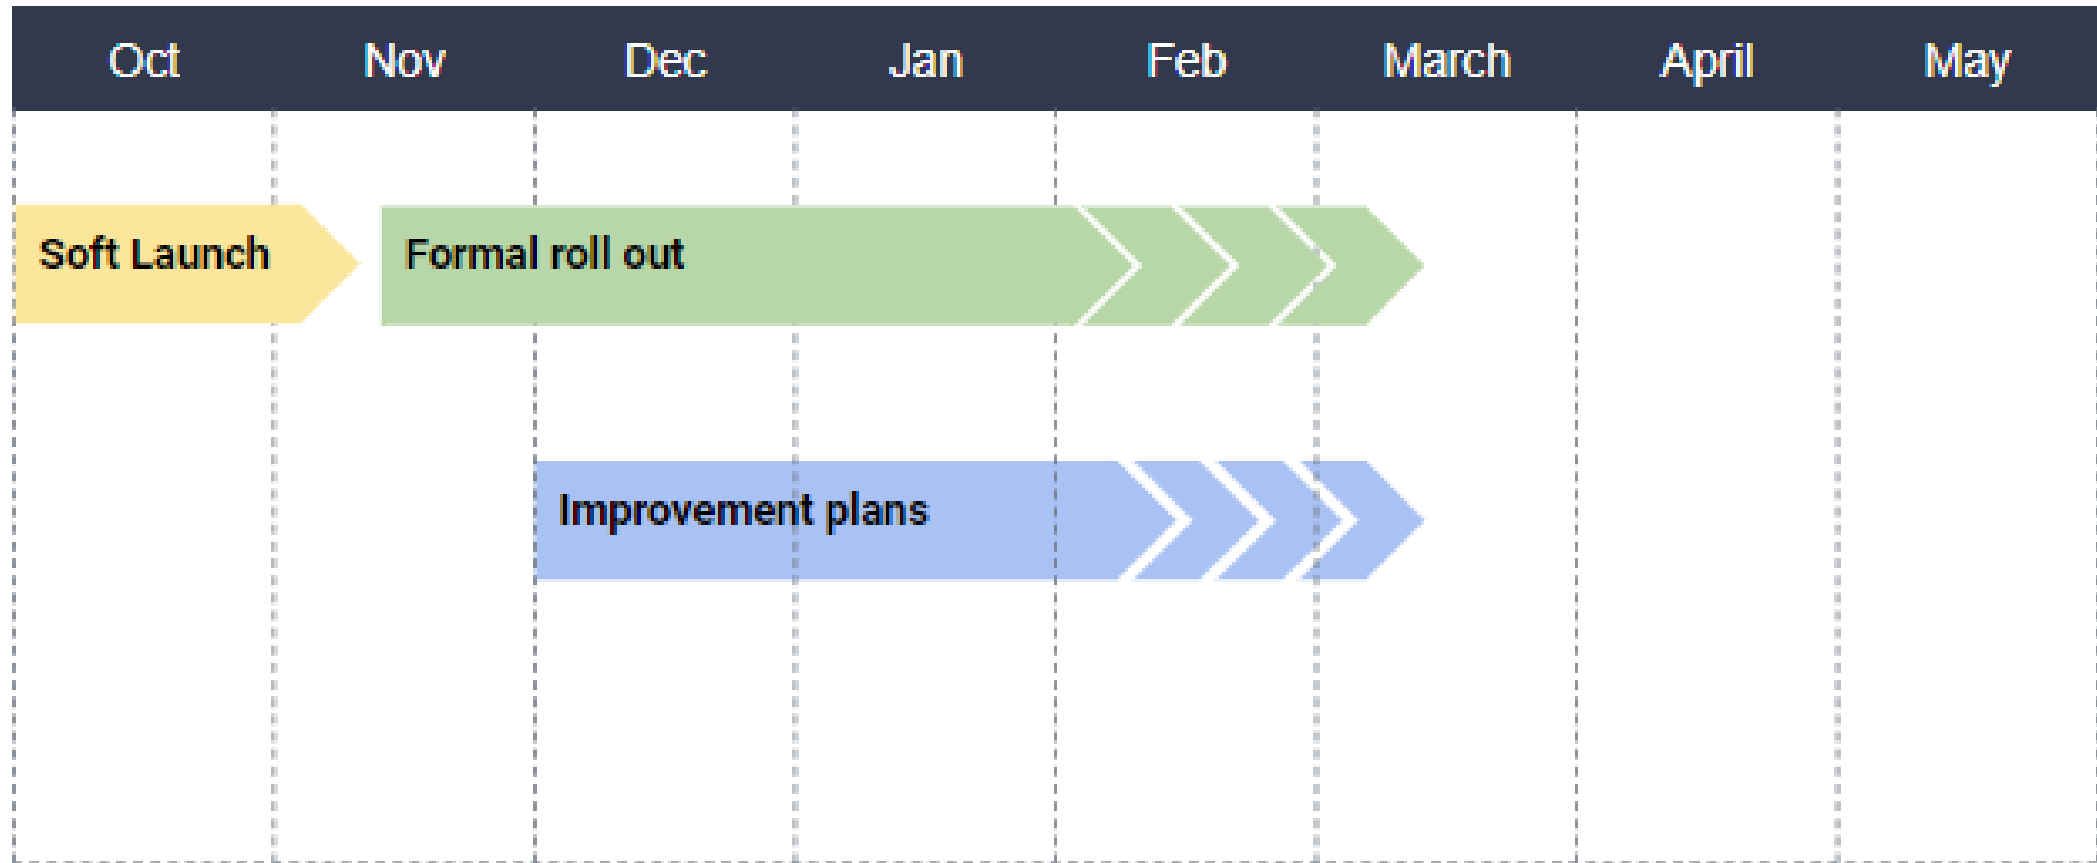 Oct Nov Dec Jan Feb March April May
Soft Launch Formal roll out
Improvement plans